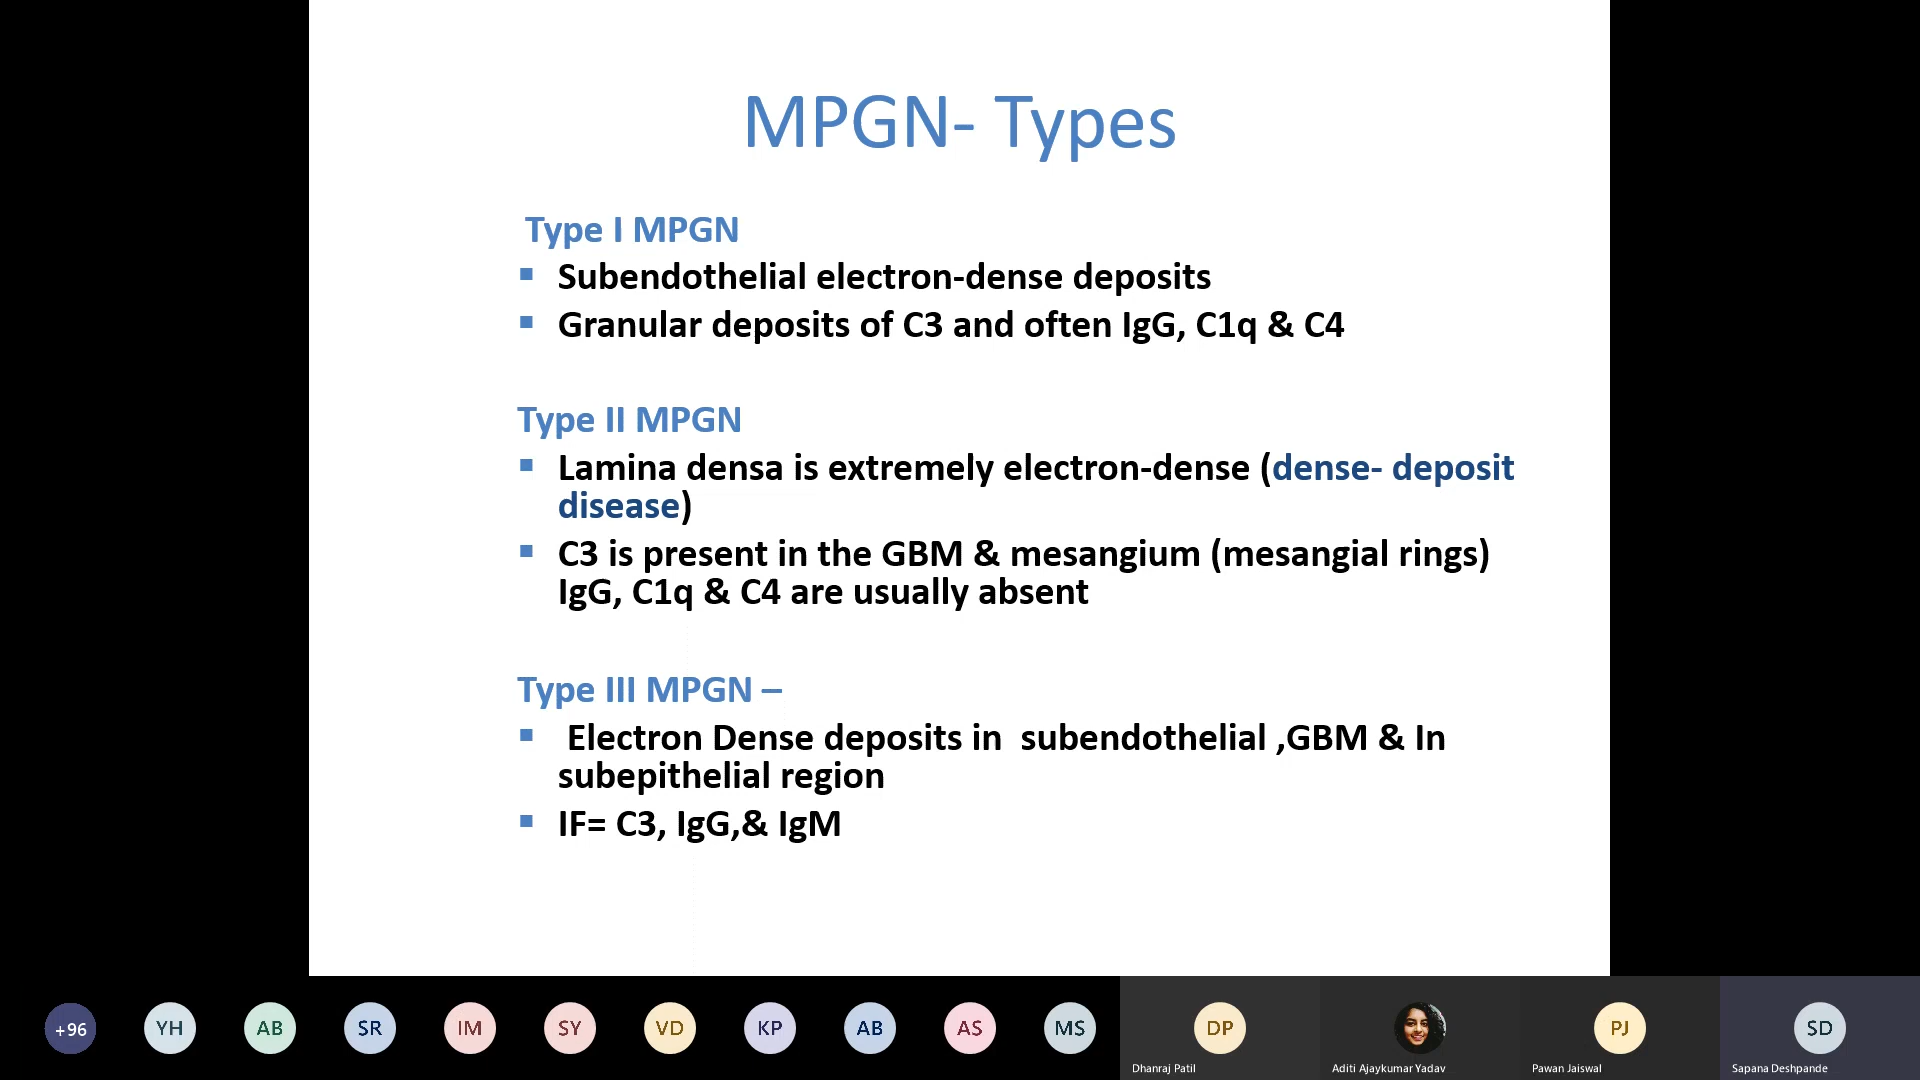 MPGN- Types
Type I MPGN
Subendothelial electron-dense deposits
Granular deposits of C3 and often IgG, C1q & C4
Type II MPGN
Lamina densa is extremely electron-dense (dense- deposit
disease)
C3 is present in the GBM & mesangium (mesangial rings)
IgG, C1q & C4 are usually absent
Type III MPGN –
Electron Dense deposits in  subendothelial ,GBM & In
subepithelial region
IF= C3, IgG,& IgM
+96
YH
AB
SR
IM
SY
VD
KP
AB
AS
MS
DP
PJ
SD
Dhanraj Patil
Aditi Ajaykumar Yadav
Pawan Jaiswal
Sapana Deshpande